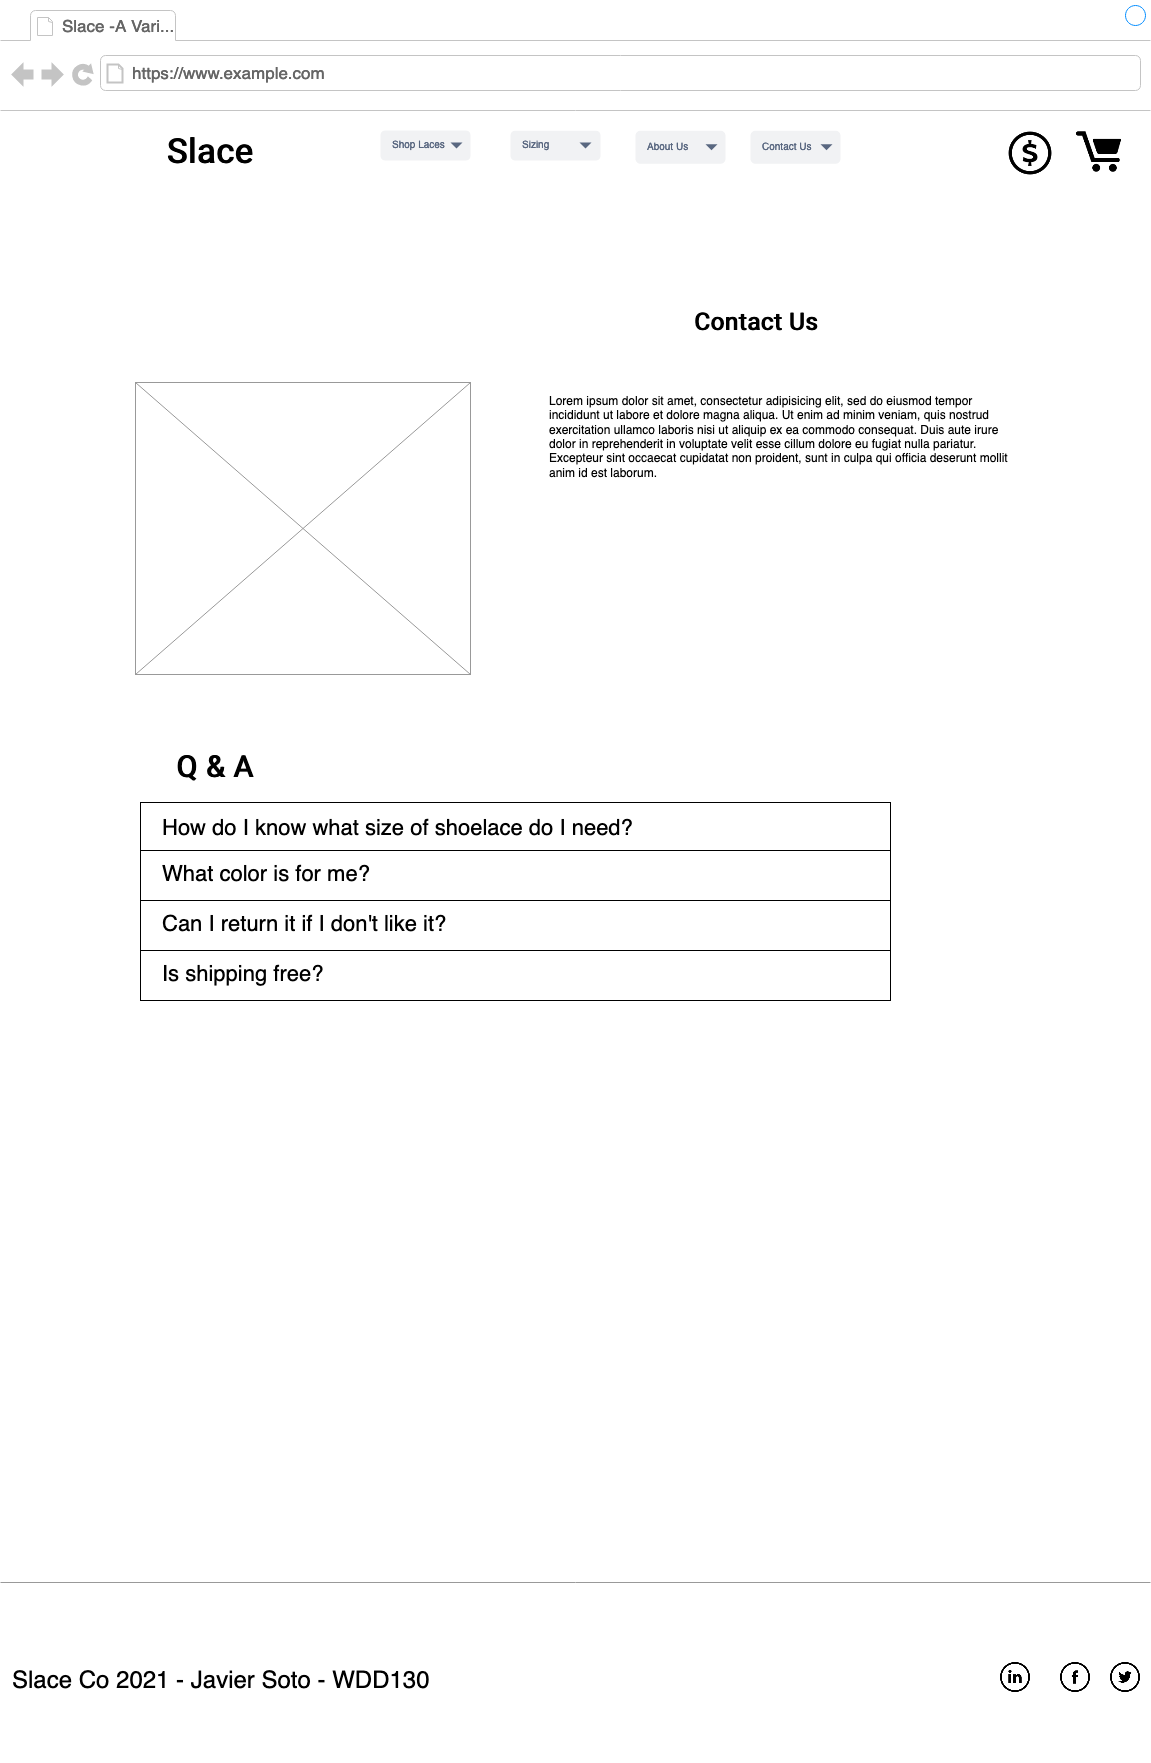 Slace -A Vari...
https://www.example.com
Slace
Shop Laces
Sizing
About Us
Contact Us
$
Contact Us
Lorem ipsum dolor sit amet, consectetur adipisicing elit, sed do eiusmod tempor
incididunt ut labore et dolore magna aliqua. Ut enim ad minim veniam, quis nostrud
exercitation ullamco laboris nisi ut aliquip ex ea commodo consequat. Duis aute irure
dolor in reprehenderit in voluptate velit esse cillum dolore eu fugiat nulla pariatur.
Excepteur sint occaecat cupidatat non proident, sunt in culpa qui officia deserunt mollit
anim id est laborum.
Q & A
How do I know what size of shoelace do I need?
What color is for me?
Can I return it if I don't like it?
Is shipping free?
Slace Co 2021 - Javier Soto - WDD130
in
f